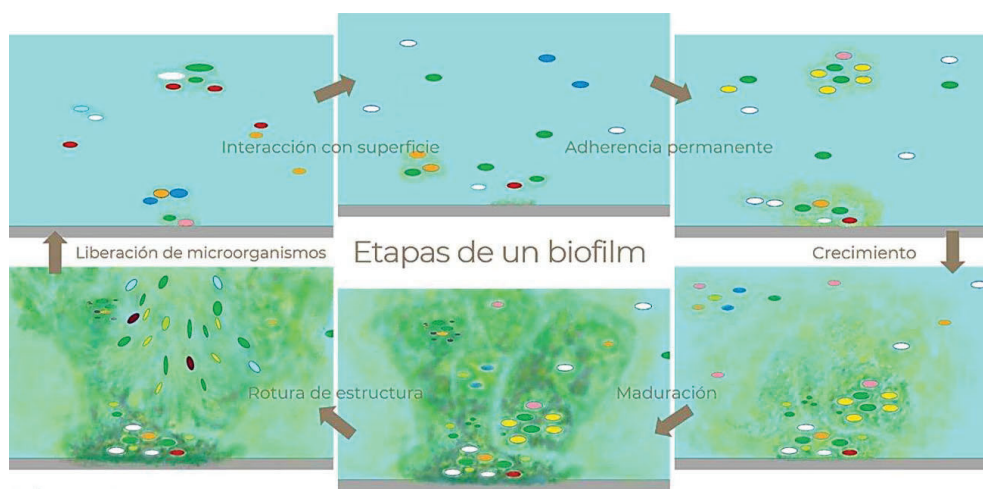 Interacción con superficie
Adherencia permanente
Liberación de microorganismos
Etapas de un biofilm
Crecimiento
Rotura de estructura
Maduración